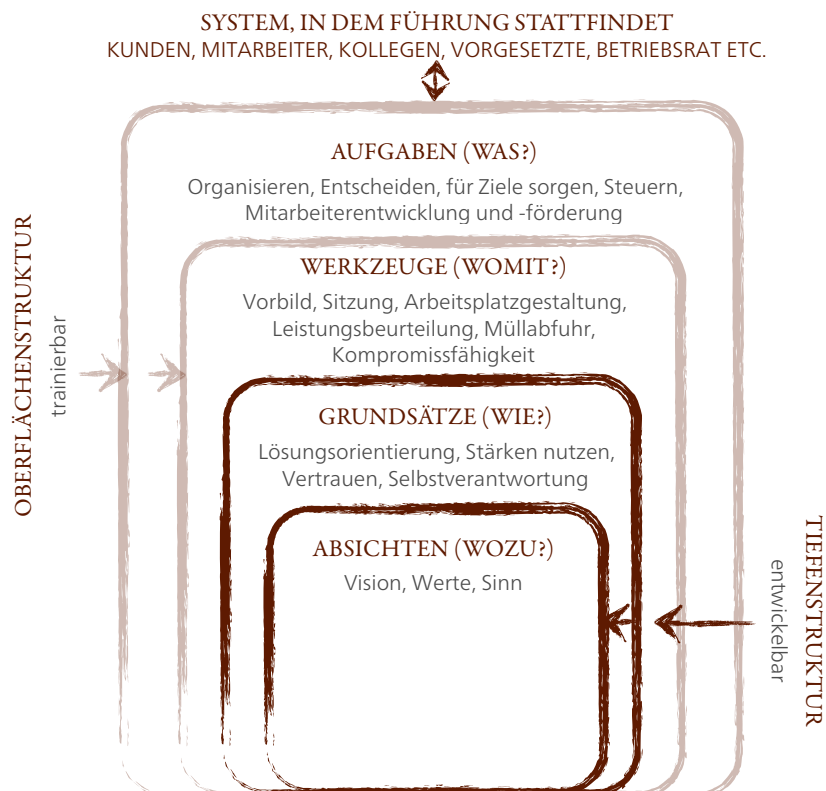 SYSTEM, IN DEM FÜHRUNG STATTFINDET
KUNDEN, MITARBEITER, KOLLEGEN, VORGESETZTE, BETRIEBSRAT ETC.
AUFGABEN (WAS?)
Organisieren, Entscheiden, für Ziele sorgen, Steuern,
Mitarbeiterentwicklung und -förderung
WERKZEUGE (WOMIT?)
Vorbild, Sitzung, Arbeitsplatzgestaltung,
Leistungsbeurteilung, Müllabfuhr,
Kompromissfähigkeit
GRUNDSÄTZE (WIE?)
Lösungsorientierung, Stärken nutzen,
Vertrauen, Selbstverantwortung
ABSICHTEN (WOZU?)
Vision, Werte, Sinn
OBERFLÄCHENSTRUKTUR
trainierbar
TIEFENSTRUKTUR
entwickelbar